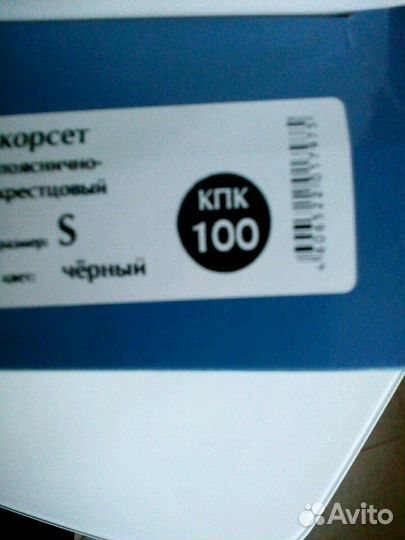 корсет
пояснично-
крестцовый
размер: S
цвет: чёрный
КПК
100
Avito